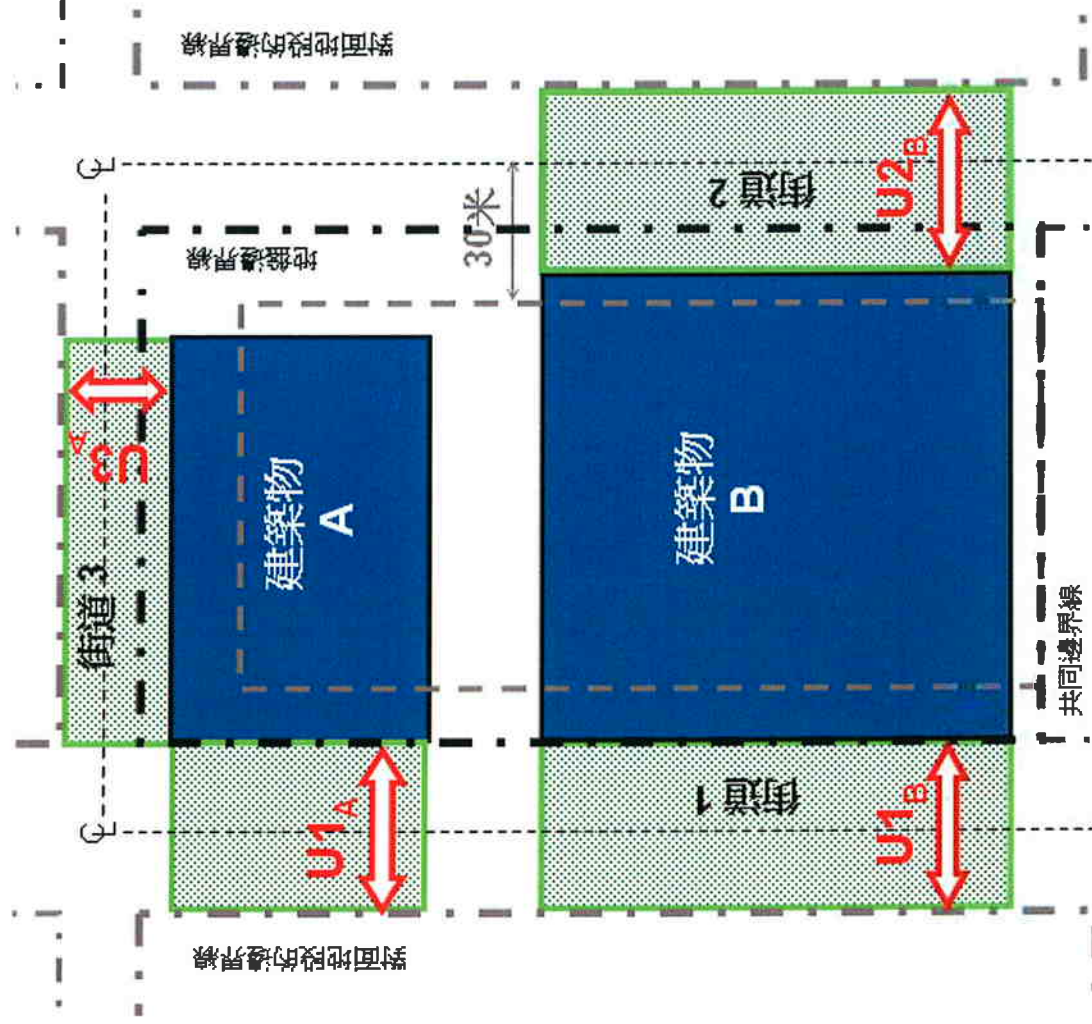 對面地段的邊界線
℄
℄
地盤邊界線
30米
街道 2
U2B
街道 3
U3A
建築物
A
建築物
B
U1A
街道 1
U1B
共同邊界線
對面地段的邊界線